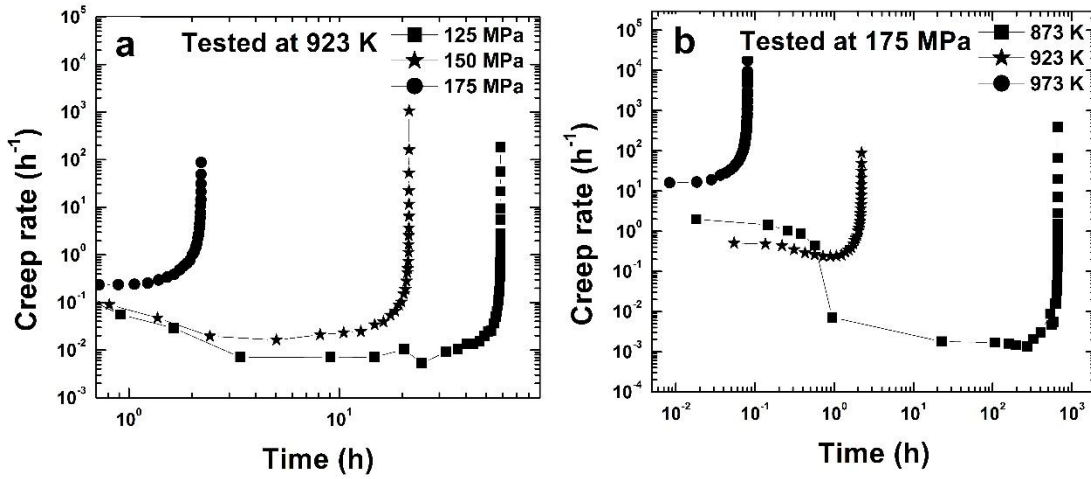 a
Tested at 923 K
125 MPa
150 MPa
175 MPa
10⁵
10⁴
10³
10²
10¹
10⁰
10⁻¹
10⁻²
10⁻³
Creep rate (h⁻¹)
10⁰
10¹
Time (h)
b
Tested at 175 MPa
873 K
923 K
973 K
10⁵
10⁴
10³
10²
10¹
10⁰
10⁻¹
10⁻²
10⁻³
10⁻⁴
Creep rate (h⁻¹)
10⁻²
10⁻¹
10⁰
10¹
10²
10³
Time (h)